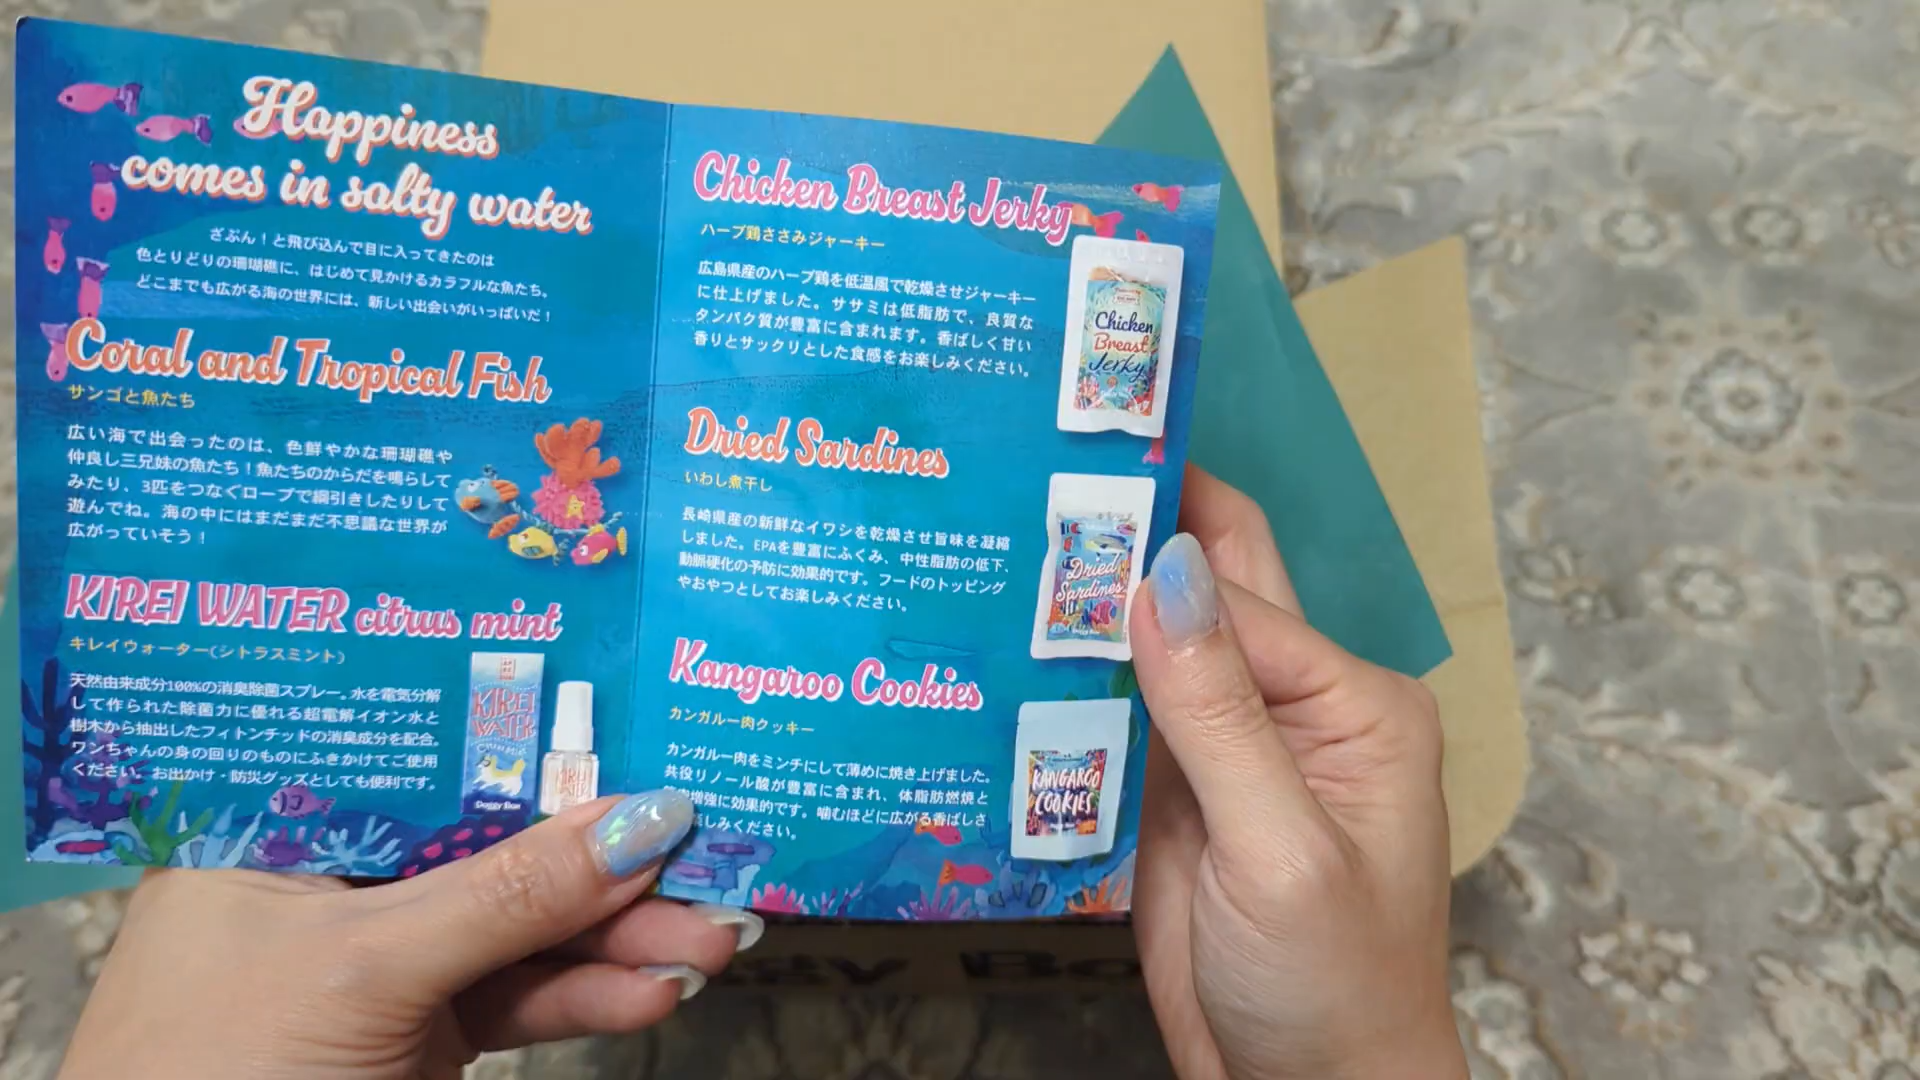 Happiness
comes in salty water
ざぶん！と飛び込んで目に入ってきたのは
色とりどりの珊瑚礁に、はじめて見かけるカラフルな魚たち。
どこまでも広がる海の世界には、新しい出会いがいっぱいだ！
Coral and Tropical Fish
サンゴと魚たち
広い海で出会ったのは、色鮮やかな珊瑚礁や
仲良し三兄妹の魚たち！魚たちのからだを鳴らして
みたり、3匹をつなぐロープで綱引きしたりして
遊んでね。海の中にはまだまだ不思議な世界が
広がっていそう！
KIREI WATER citrus mint
キレイウォーター(シトラスミント)
天然由来成分100%の消臭除菌スプレー。水を電気分解
して作られた除菌力に優れる超電解イオン水と
樹木から抽出したフィトンチッドの消臭成分を配合。
ワンちゃんの身の回りのものにふきかけてご使用
ください。お出かけ・防災グッズとしても便利です。
KIREI
WATER
Doggy Box
KIREI
WATER
Chicken Breast Jerky
ハーブ鶏ささみジャーキー
広島県産のハーブ鶏を低温風で乾燥させジャーキー
に仕上げました。ササミは低脂肪で、良質な
タンパク質が豊富に含まれます。香ばしく甘い
香りとサックリとした食感をお楽しみください。
Chicken
Breast
Jerky
Dried Sardines
いわし煮干し
長崎県産の新鮮なイワシを乾燥させ旨味を凝縮
しました。EPAを豊富にふくみ、中性脂肪の低下、
動脈硬化の予防に効果的です。フードのトッピング
やおやつとしてお楽しみください。
Dried
Sardines
Doggy Box
Kangaroo Cookies
カンガルー肉クッキー
カンガルー肉をミンチにして薄めに焼き上げました。
共役リノール酸が豊富に含まれ、体脂肪燃焼と
増強に効果的です。噛むほどに広がる香ばしさ
しみください。
KANGAROO
COOKIES